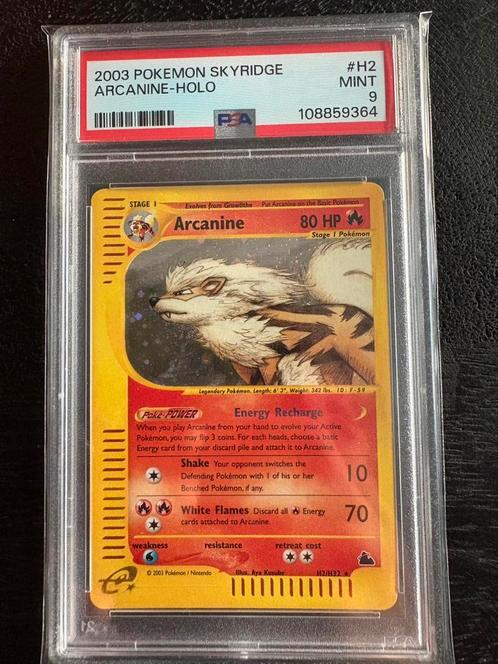 2003 POKEMON SKYRIDGE #H2
ARCANINE-HOLO MINT
9
PSA 108859364
STAGE 1 Evolves from Growlithe Put Arcanine on the Basic Pokémon
Arcanine 80 HP
Stage 1 Pokémon
Legendary Pokémon. Length: 6' 3", Weight: 342 lbs. ID: F-59
Poké-POWER Energy Recharge
When you play Arcanine from your hand to evolve your Active
Pokémon, you may flip 3 coins. For each heads, choose a basic
Energy card from your discard pile and attach it to Arcanine.
Shake Your opponent switches the
Defending Pokémon with 1 of his or her
Benched Pokémon, if any.
10
White Flames Discard all Energy
cards attached to Arcanine.
70
weakness resistance retreat cost
e
© 2003 Pokémon / Nintendo Illus. Aya Kusube H2/H32